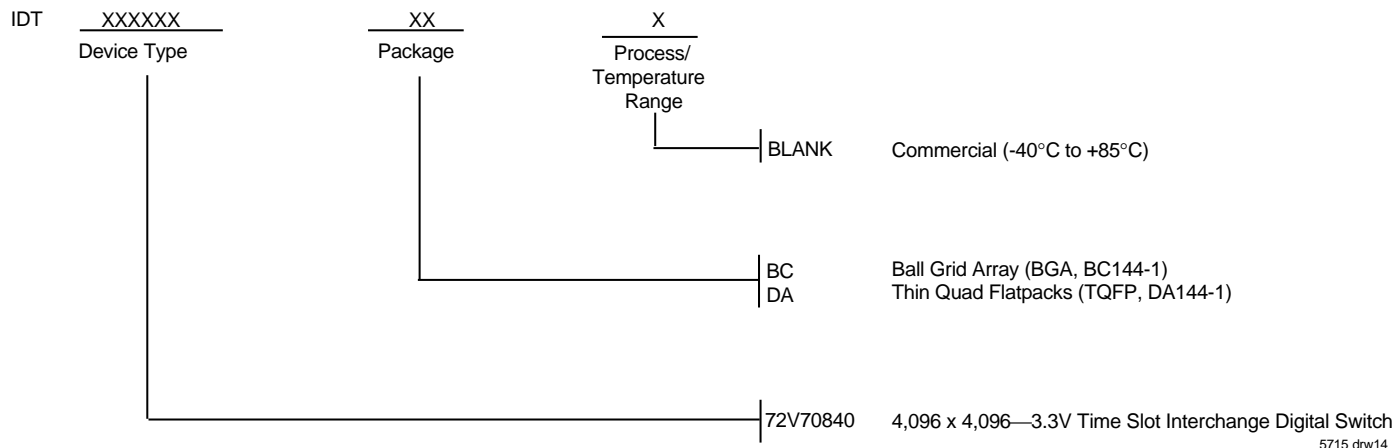 IDT XXXXXX XX X
Device Type Package Process/
Temperature
Range
BLANK Commercial (-40°C to +85°C)
BC Ball Grid Array (BGA, BC144-1)
DA Thin Quad Flatpacks (TQFP, DA144-1)
72V70840 4,096 x 4,096—3.3V Time Slot Interchange Digital Switch
5715 drw14